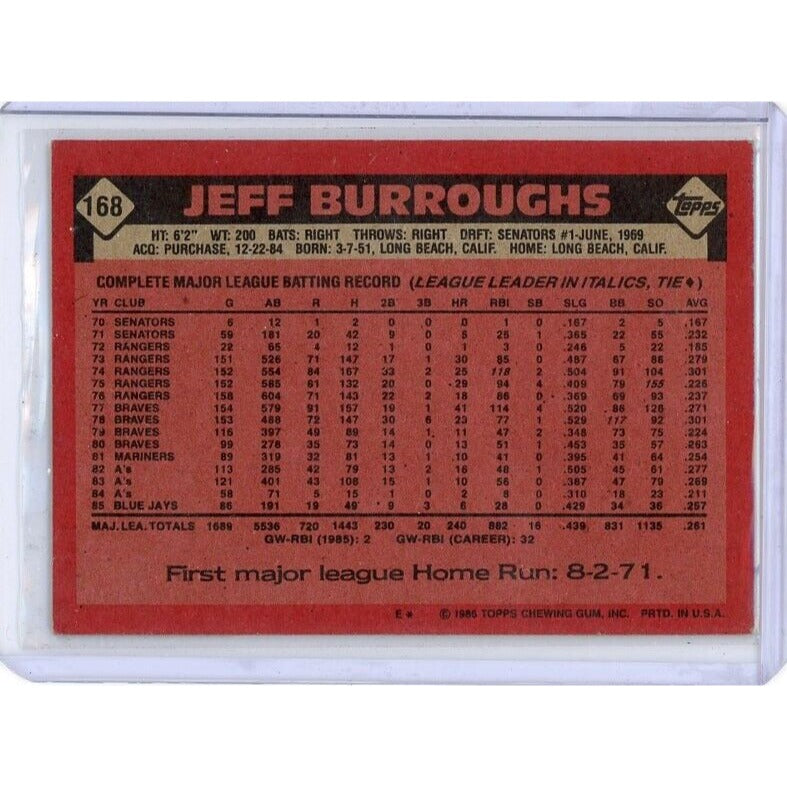 168 JEFF BURROUGHS topps
HT: 6'2" WT: 200 BATS: RIGHT THROWS: RIGHT DRFT: SENATORS #1-JUNE, 1969
ACQ: PURCHASE, 12-22-84 BORN: 3-7-51, LONG BEACH, CALIF. HOME: LONG BEACH, CALIF.
COMPLETE MAJOR LEAGUE BATTING RECORD (LEAGUE LEADER IN ITALICS, TIE♦)
YR CLUB G AB R H 2B 3B HR RBI SB SLG BB SO AVG
70 SENATORS 6 12 1 2 0 0 0 1 0 .167 2 5 .167
71 SENATORS 59 181 20 42 9 0 5 25 1 .365 22 55 .232
72 RANGERS 22 65 4 12 1 0 1 3 0 .246 5 22 .185
73 RANGERS 151 526 71 147 17 1 30 85 0 .487 67 88 .279
74 RANGERS 152 554 84 167 33 2 25 118 2 .504 91 104 .301
75 RANGERS 152 585 81 132 20 0 29 94 4 .409 79 155 .226
76 RANGERS 158 604 71 143 22 2 18 86 0 .369 69 93 .237
77 BRAVES 154 579 91 157 19 1 41 114 4 .520 86 126 .271
78 BRAVES 153 488 72 147 30 6 23 77 1 .529 117 92 .301
79 BRAVES 116 397 49 89 14 1 11 47 2 .348 73 75 .224
80 BRAVES 99 278 35 73 14 0 13 51 1 .453 35 57 .263
81 MARINERS 89 319 32 81 13 1 10 41 0 .395 41 64 .254
82 A's 113 285 42 79 13 2 16 48 1 .505 45 61 .277
83 A's 121 401 43 108 15 1 10 56 0 .387 47 79 .269
84 A's 58 71 5 15 1 0 2 8 0 .310 18 23 .211
85 BLUE JAYS 86 191 19 49 9 3 6 28 0 .429 34 36 .257
MAJ. LEA. TOTALS 1689 5536 720 1443 230 20 240 882 16 .439 831 1135 .261
GW-RBI (1985): 2 GW-RBI (CAREER): 32
First major league Home Run: 8-2-71.
E* © 1986 TOPPS CHEWING GUM, INC. PRTD. IN U.S.A.